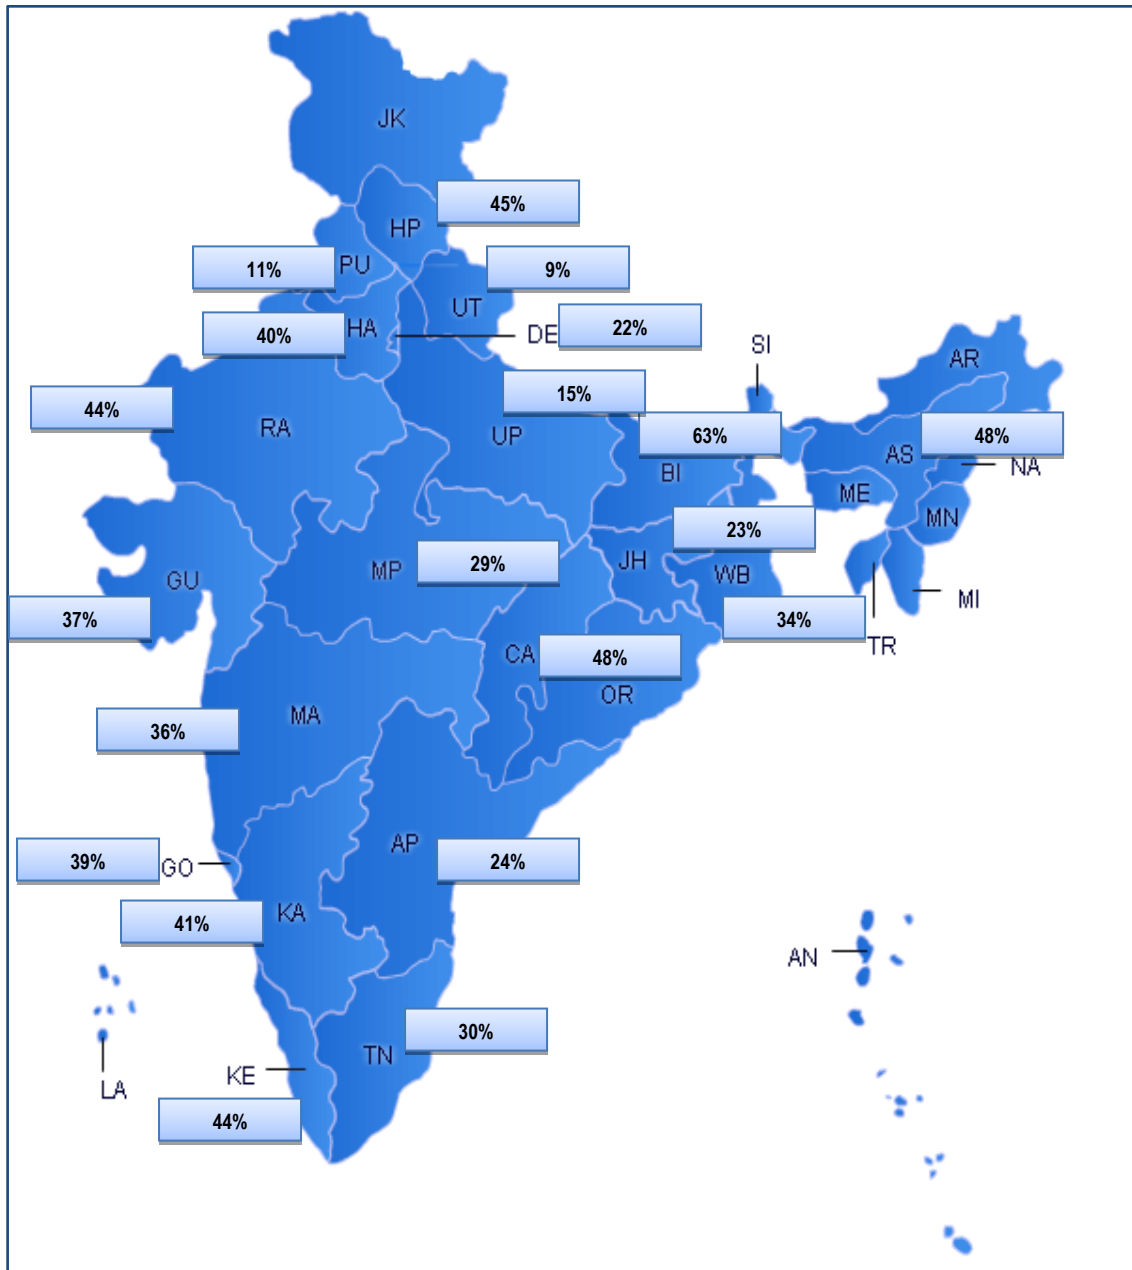 JK
45%
HP
11%
PU
9%
UT
40%
HA
DE
22%
SI
AR
44%
RA
15%
UP
63%
BI
48%
AS
NA
ME
MN
23%
MP
29%
JH
WB
GU
37%
MI
34%
TR
CA
48%
OR
MA
36%
AP
24%
39%
GO
41%
KA
AN
30%
TN
KE
LA
44%